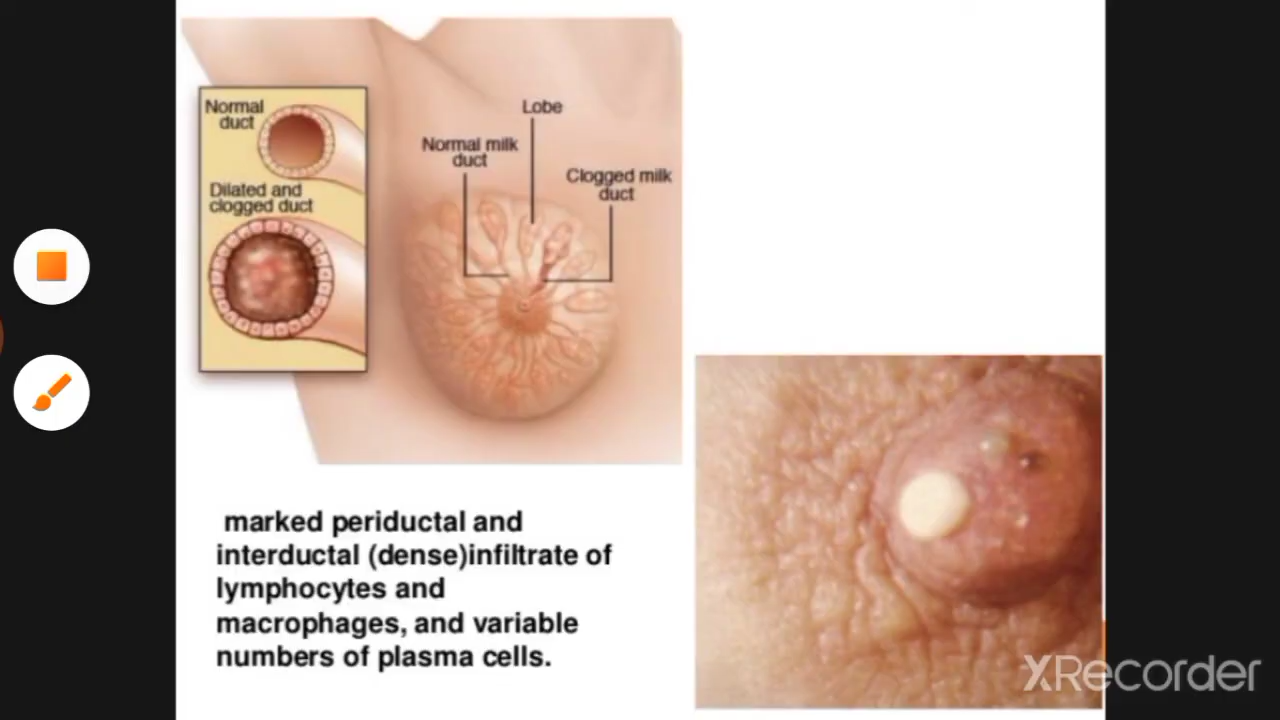 Normal
duct
Dilated and
clogged duct
Lobe
Normal milk
duct
Clogged milk
duct
marked periductal and
interductal (dense)infiltrate of
lymphocytes and
macrophages, and variable
numbers of plasma cells.
XRecorder